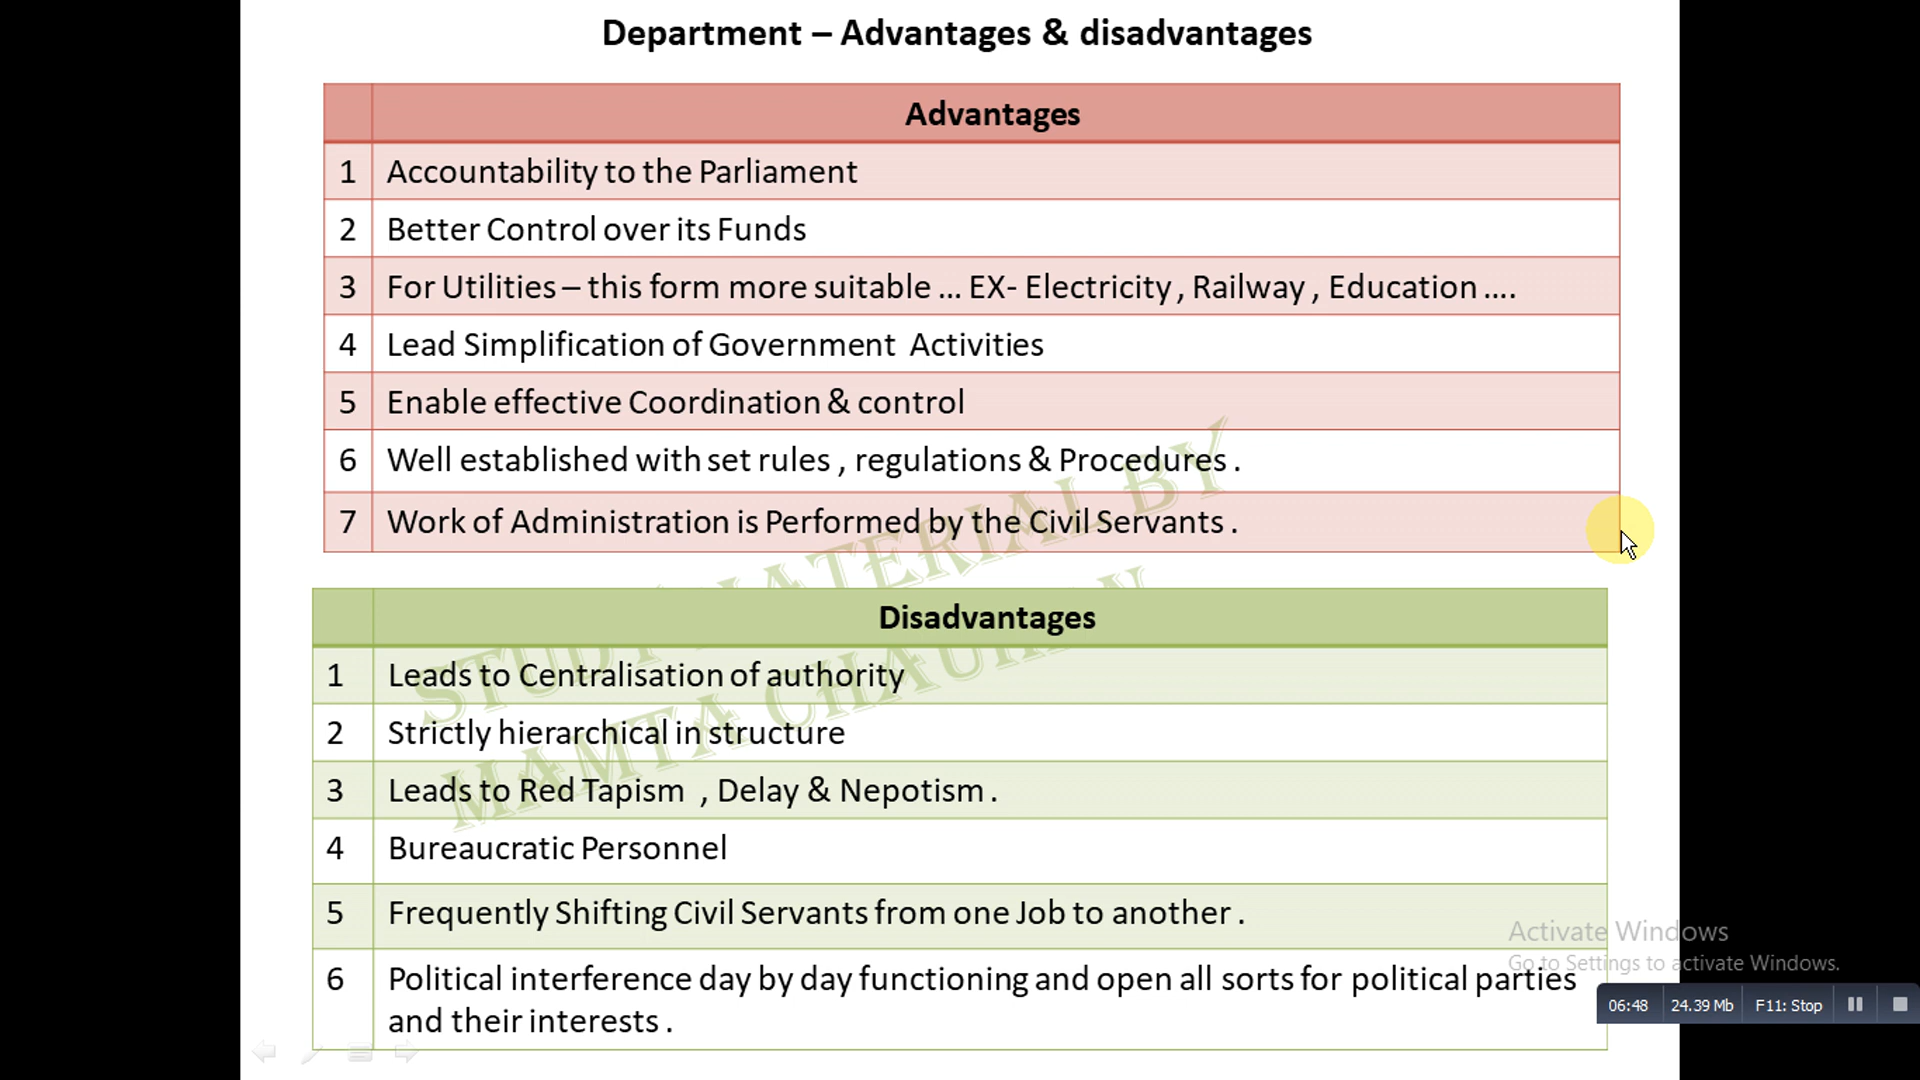 Department – Advantages & disadvantages
Advantages
1 Accountability to the Parliament
2 Better Control over its Funds
3 For Utilities – this form more suitable ... EX- Electricity , Railway , Education ....
4 Lead Simplification of Government Activities
5 Enable effective Coordination & control
6 Well established with set rules , regulations & Procedures .
7 Work of Administration is Performed by the Civil Servants .
STUDY MATERIAL BY
MAMTA CHAUHAN
Disadvantages
1 Leads to Centralisation of authority
2 Strictly hierarchical in structure
3 Leads to Red Tapism , Delay & Nepotism .
4 Bureaucratic Personnel
5 Frequently Shifting Civil Servants from one Job to another .
6 Political interference day by day functioning and open all sorts for political parties
and their interests .
Activate Windows
Go to Settings to activate Windows.
06:48 24.39 Mb F11: Stop